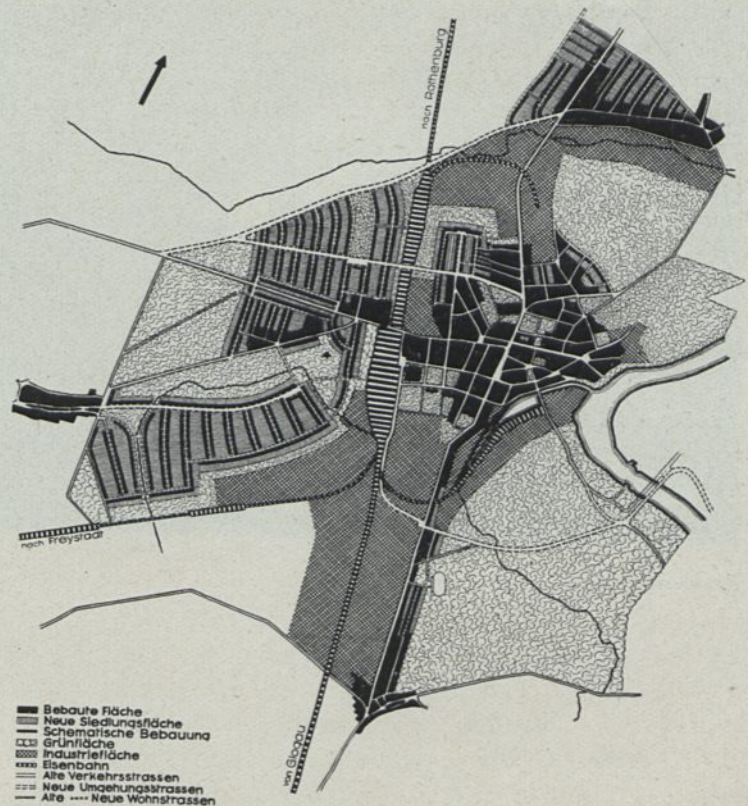 nach Rothenburg
nach Freystadt
von Glogau
Bebaute Fläche
Neue Siedlungsfläche
Schematische Bebauung
Grünfläche
Industriefläche
Eisenbahn
Alte Verkehrsstrassen
Neue Umgehungsstrassen
Alte Neue Wohnstrassen